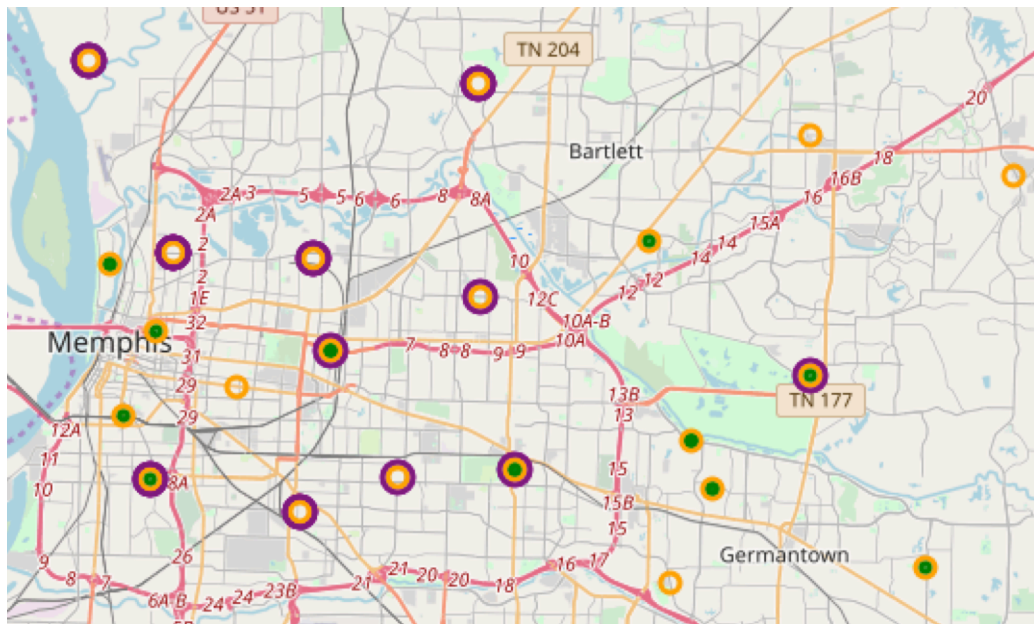 US 51
TN 204
20
Bartlett
18
16B
16
2A 3 5 5 6 6 8 8A
2A
15A
2
14
14
10
2
12 12
1E
12C
32
10A-B
10A
Memphis
7 8 8 9 9
31
29
13B
TN 177
13
29
12A
11
15
8A
10
15B
15
Germantown
26
9
8
7
16 17
21 20 20 18
21
23B
24
24
6A-B